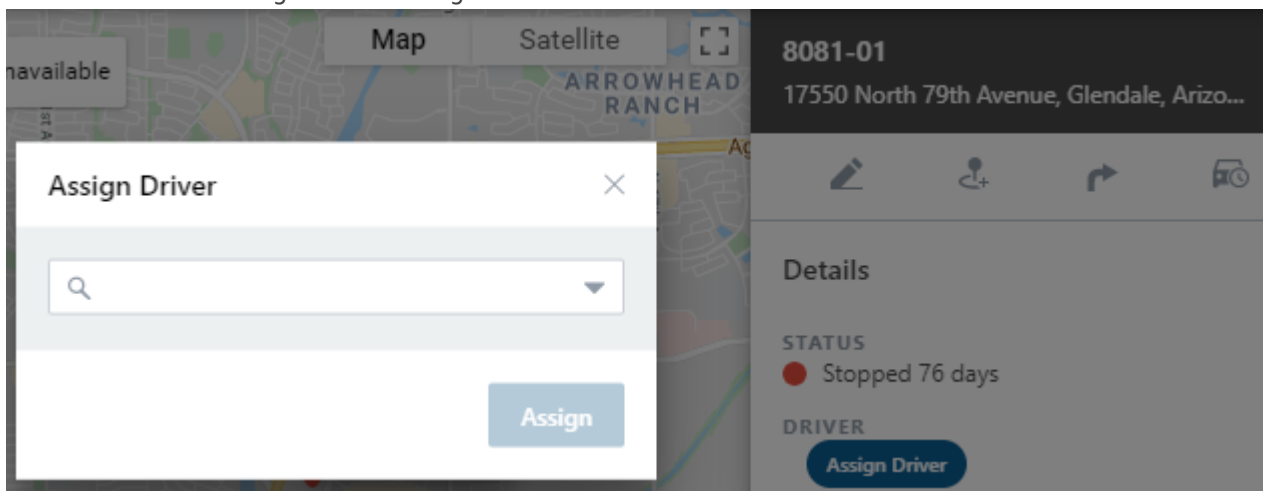 Map
Satellite
navailable
ARROWHEAD
RANCH
Assign Driver
Assign
8081-01
17550 North 79th Avenue, Glendale, Arizo...
Details
STATUS
Stopped 76 days
DRIVER
Assign Driver